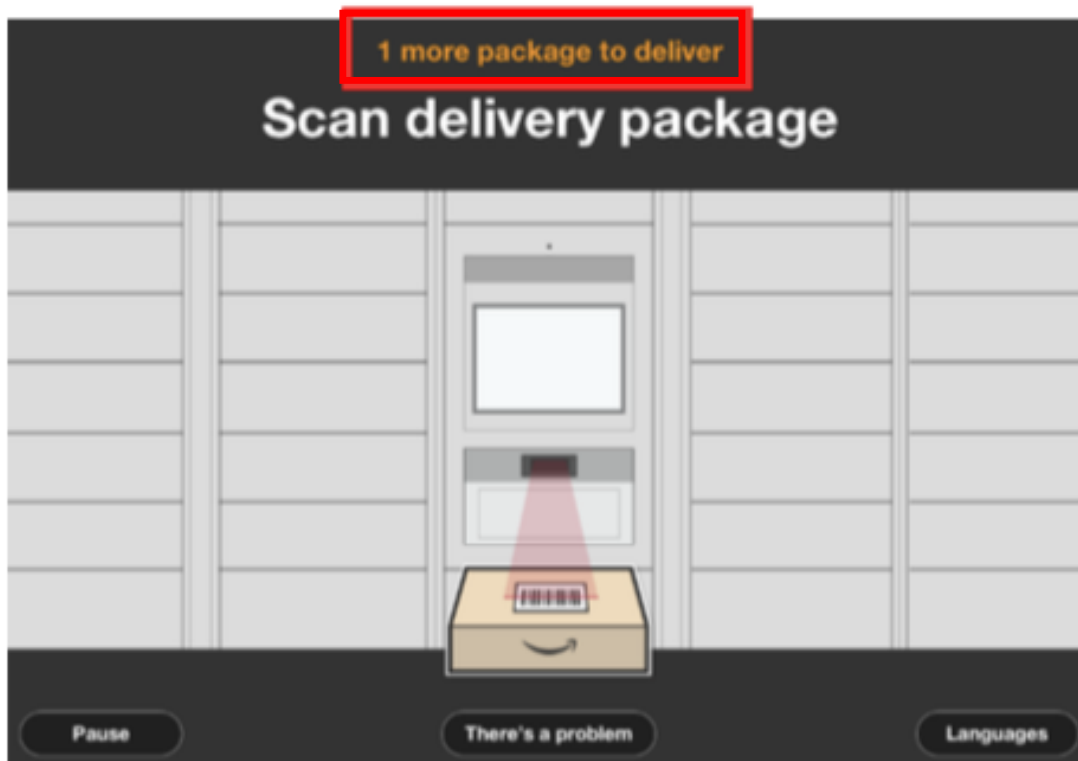 1 more package to deliver
Scan delivery package
Pause
There's a problem
Languages